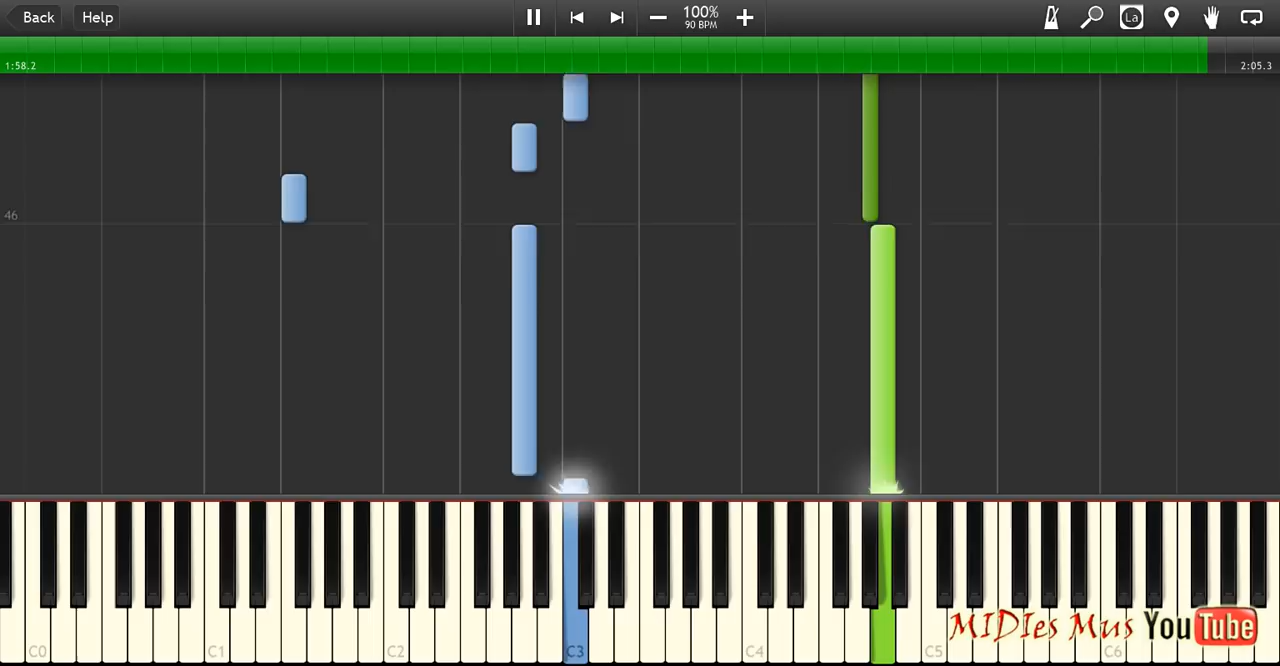 Back Help 100% La
90 BPM
1:58.2 2:05.3
46
C0 C1 C2 C3 C4 C5 C6
MIDIes Mus YouTube